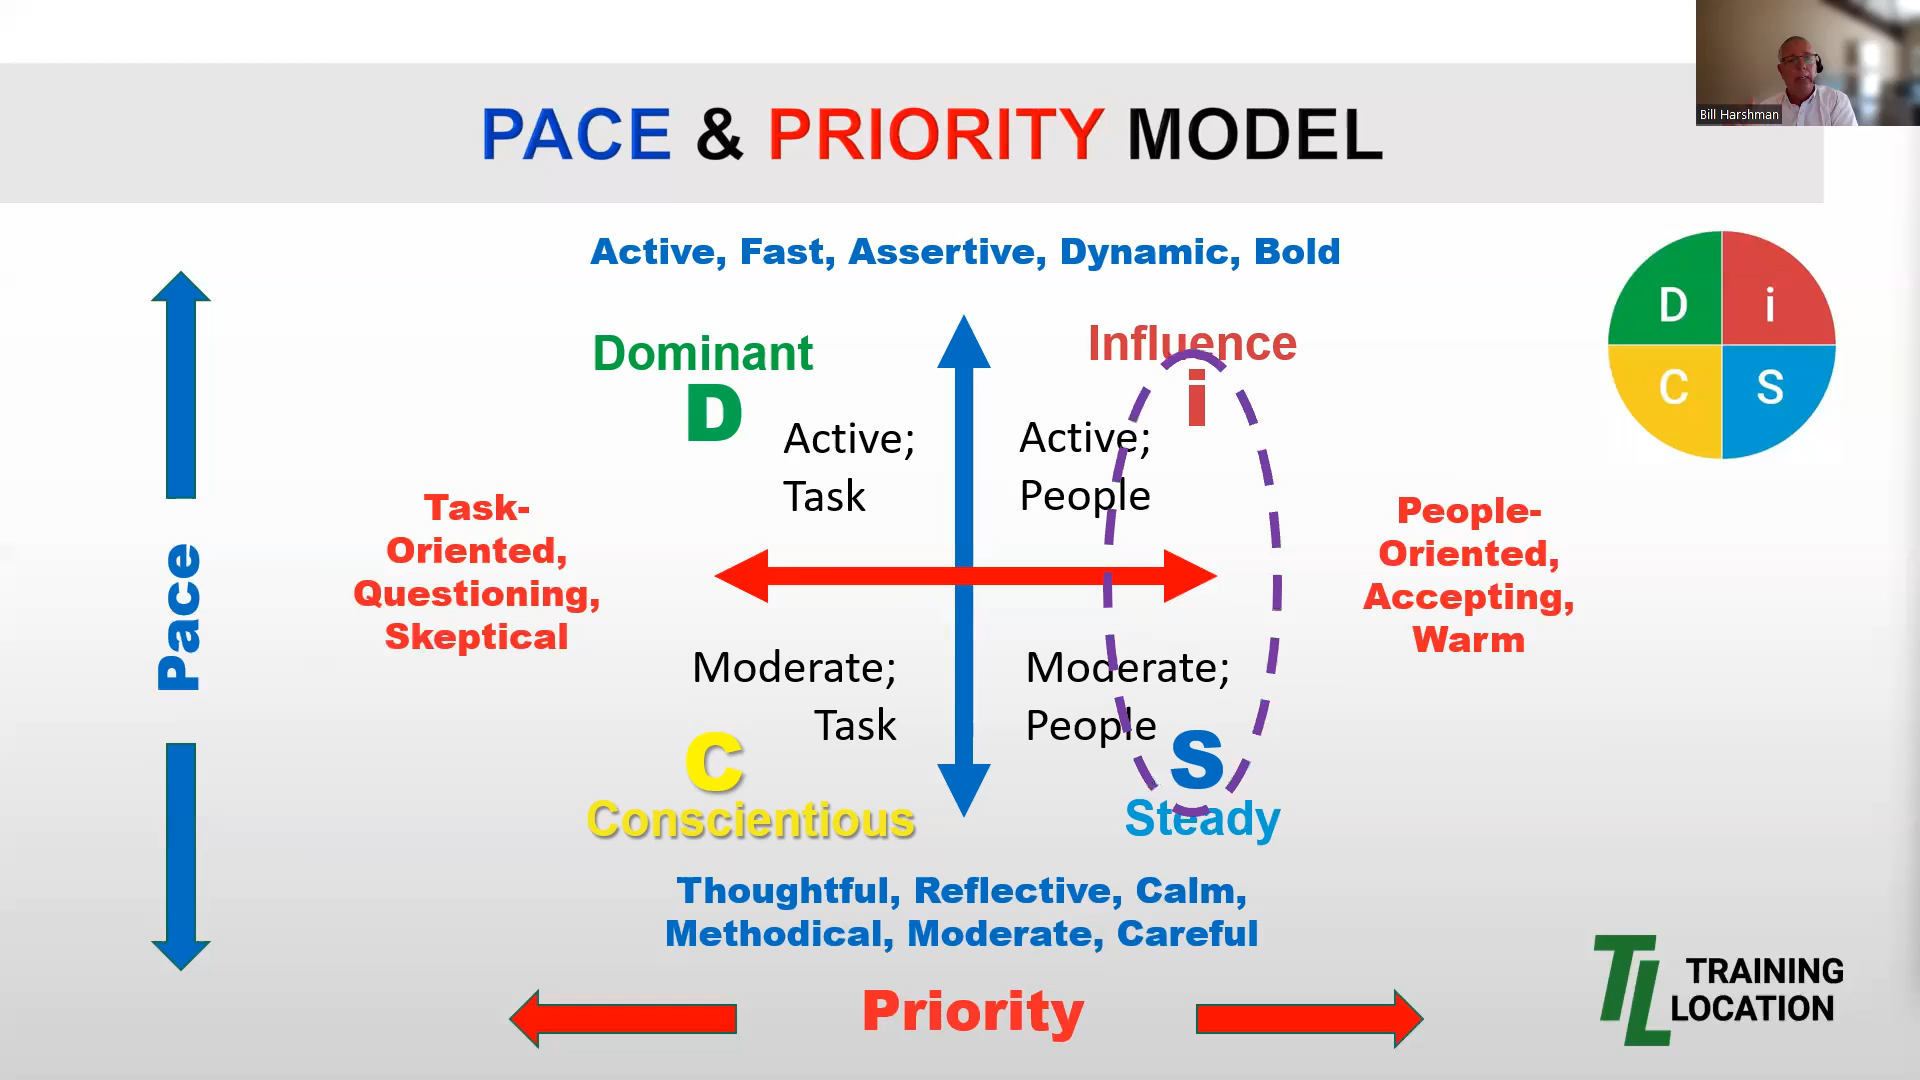 Bill Harshman
PACE & PRIORITY MODEL
Active, Fast, Assertive, Dynamic, Bold
Dominant
D
Active;
Task
Influence
i
Active;
People
D
i
C
S
Task-
Oriented,
Questioning,
Skeptical
People-
Oriented,
Accepting,
Warm
Pace
Moderate;
Task
C
Conscientious
Moderate;
People
S
Steady
Thoughtful, Reflective, Calm,
Methodical, Moderate, Careful
Priority
TL
TRAINING
LOCATION